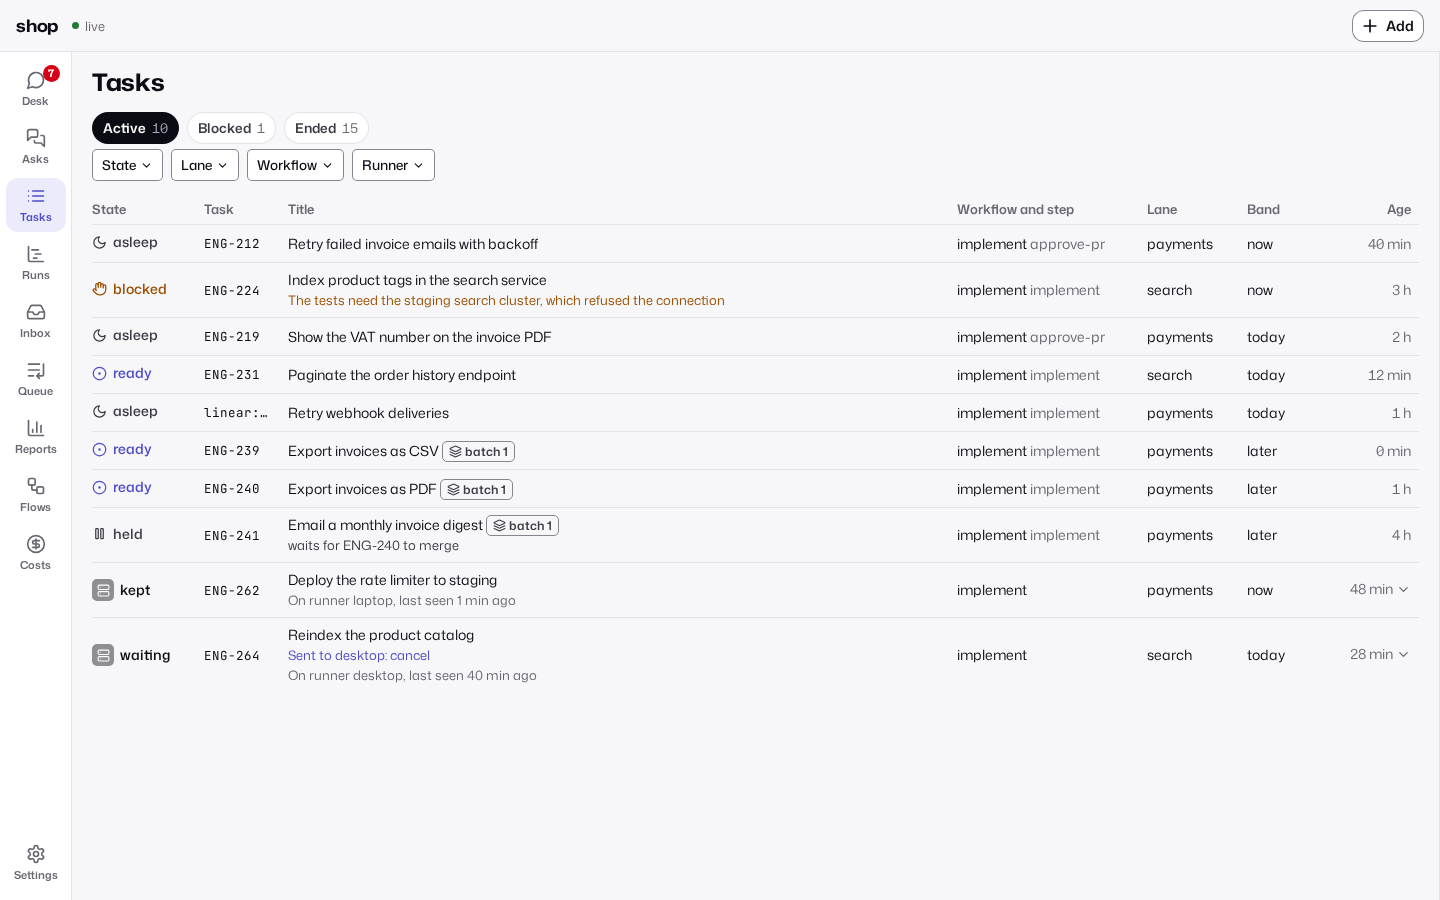 shop live
Add
7
Desk
Asks
Tasks
Runs
Inbox
Queue
Reports
Flows
Costs
Settings
Tasks
Active 10 Blocked 1 Ended 15
State Lane Workflow Runner
State Task Title Workflow and step Lane Band Age
asleep ENG-212 Retry failed invoice emails with backoff implement approve-pr payments now 40 min
blocked ENG-224 Index product tags in the search service implement implement search now 3 h
The tests need the staging search cluster, which refused the connection
asleep ENG-219 Show the VAT number on the invoice PDF implement approve-pr payments today 2 h
ready ENG-231 Paginate the order history endpoint implement implement search today 12 min
asleep linear:… Retry webhook deliveries implement implement payments today 1 h
ready ENG-239 Export invoices as CSV batch 1 implement implement payments later 0 min
ready ENG-240 Export invoices as PDF batch 1 implement implement payments later 1 h
held ENG-241 Email a monthly invoice digest batch 1 implement implement payments later 4 h
waits for ENG-240 to merge
kept ENG-262 Deploy the rate limiter to staging implement payments now 48 min
On runner laptop, last seen 1 min ago
waiting ENG-264 Reindex the product catalog implement search today 28 min
Sent to desktop: cancel
On runner desktop, last seen 40 min ago